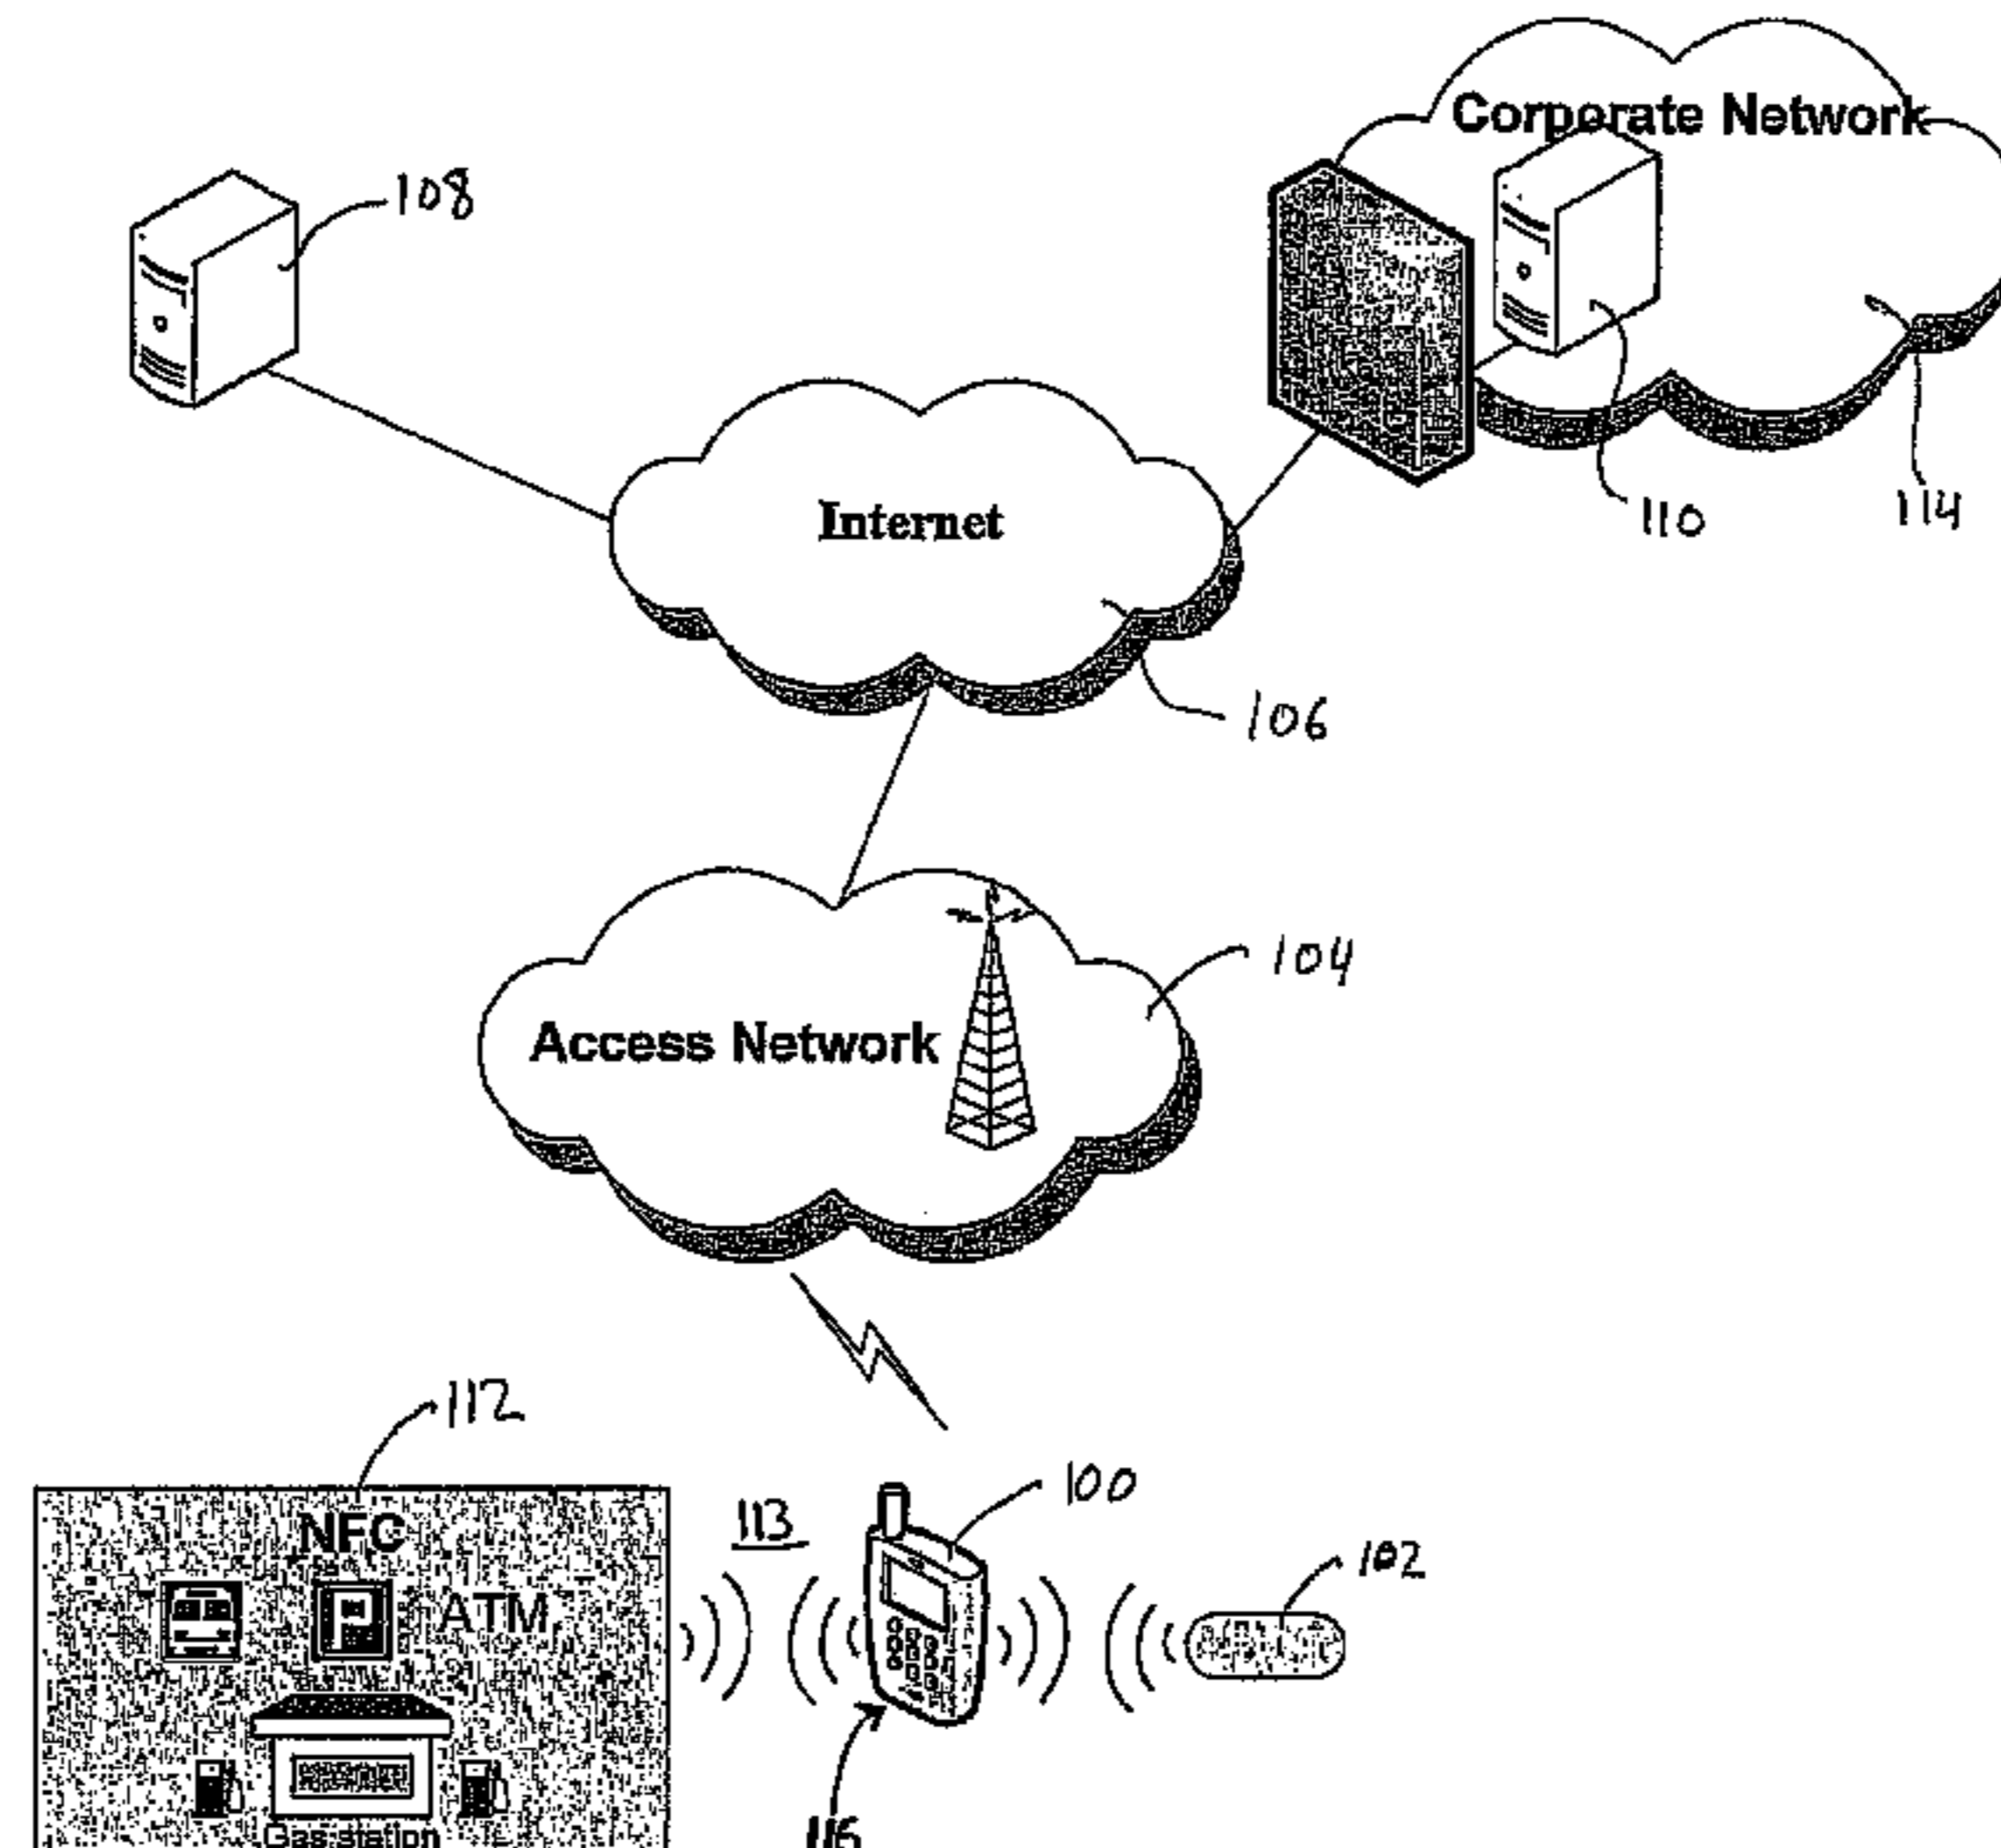 Corporate Network
108
Internet
110
114
106
104
Access Network
112
100
113
NFC
102
P
ATM
Gas station
116